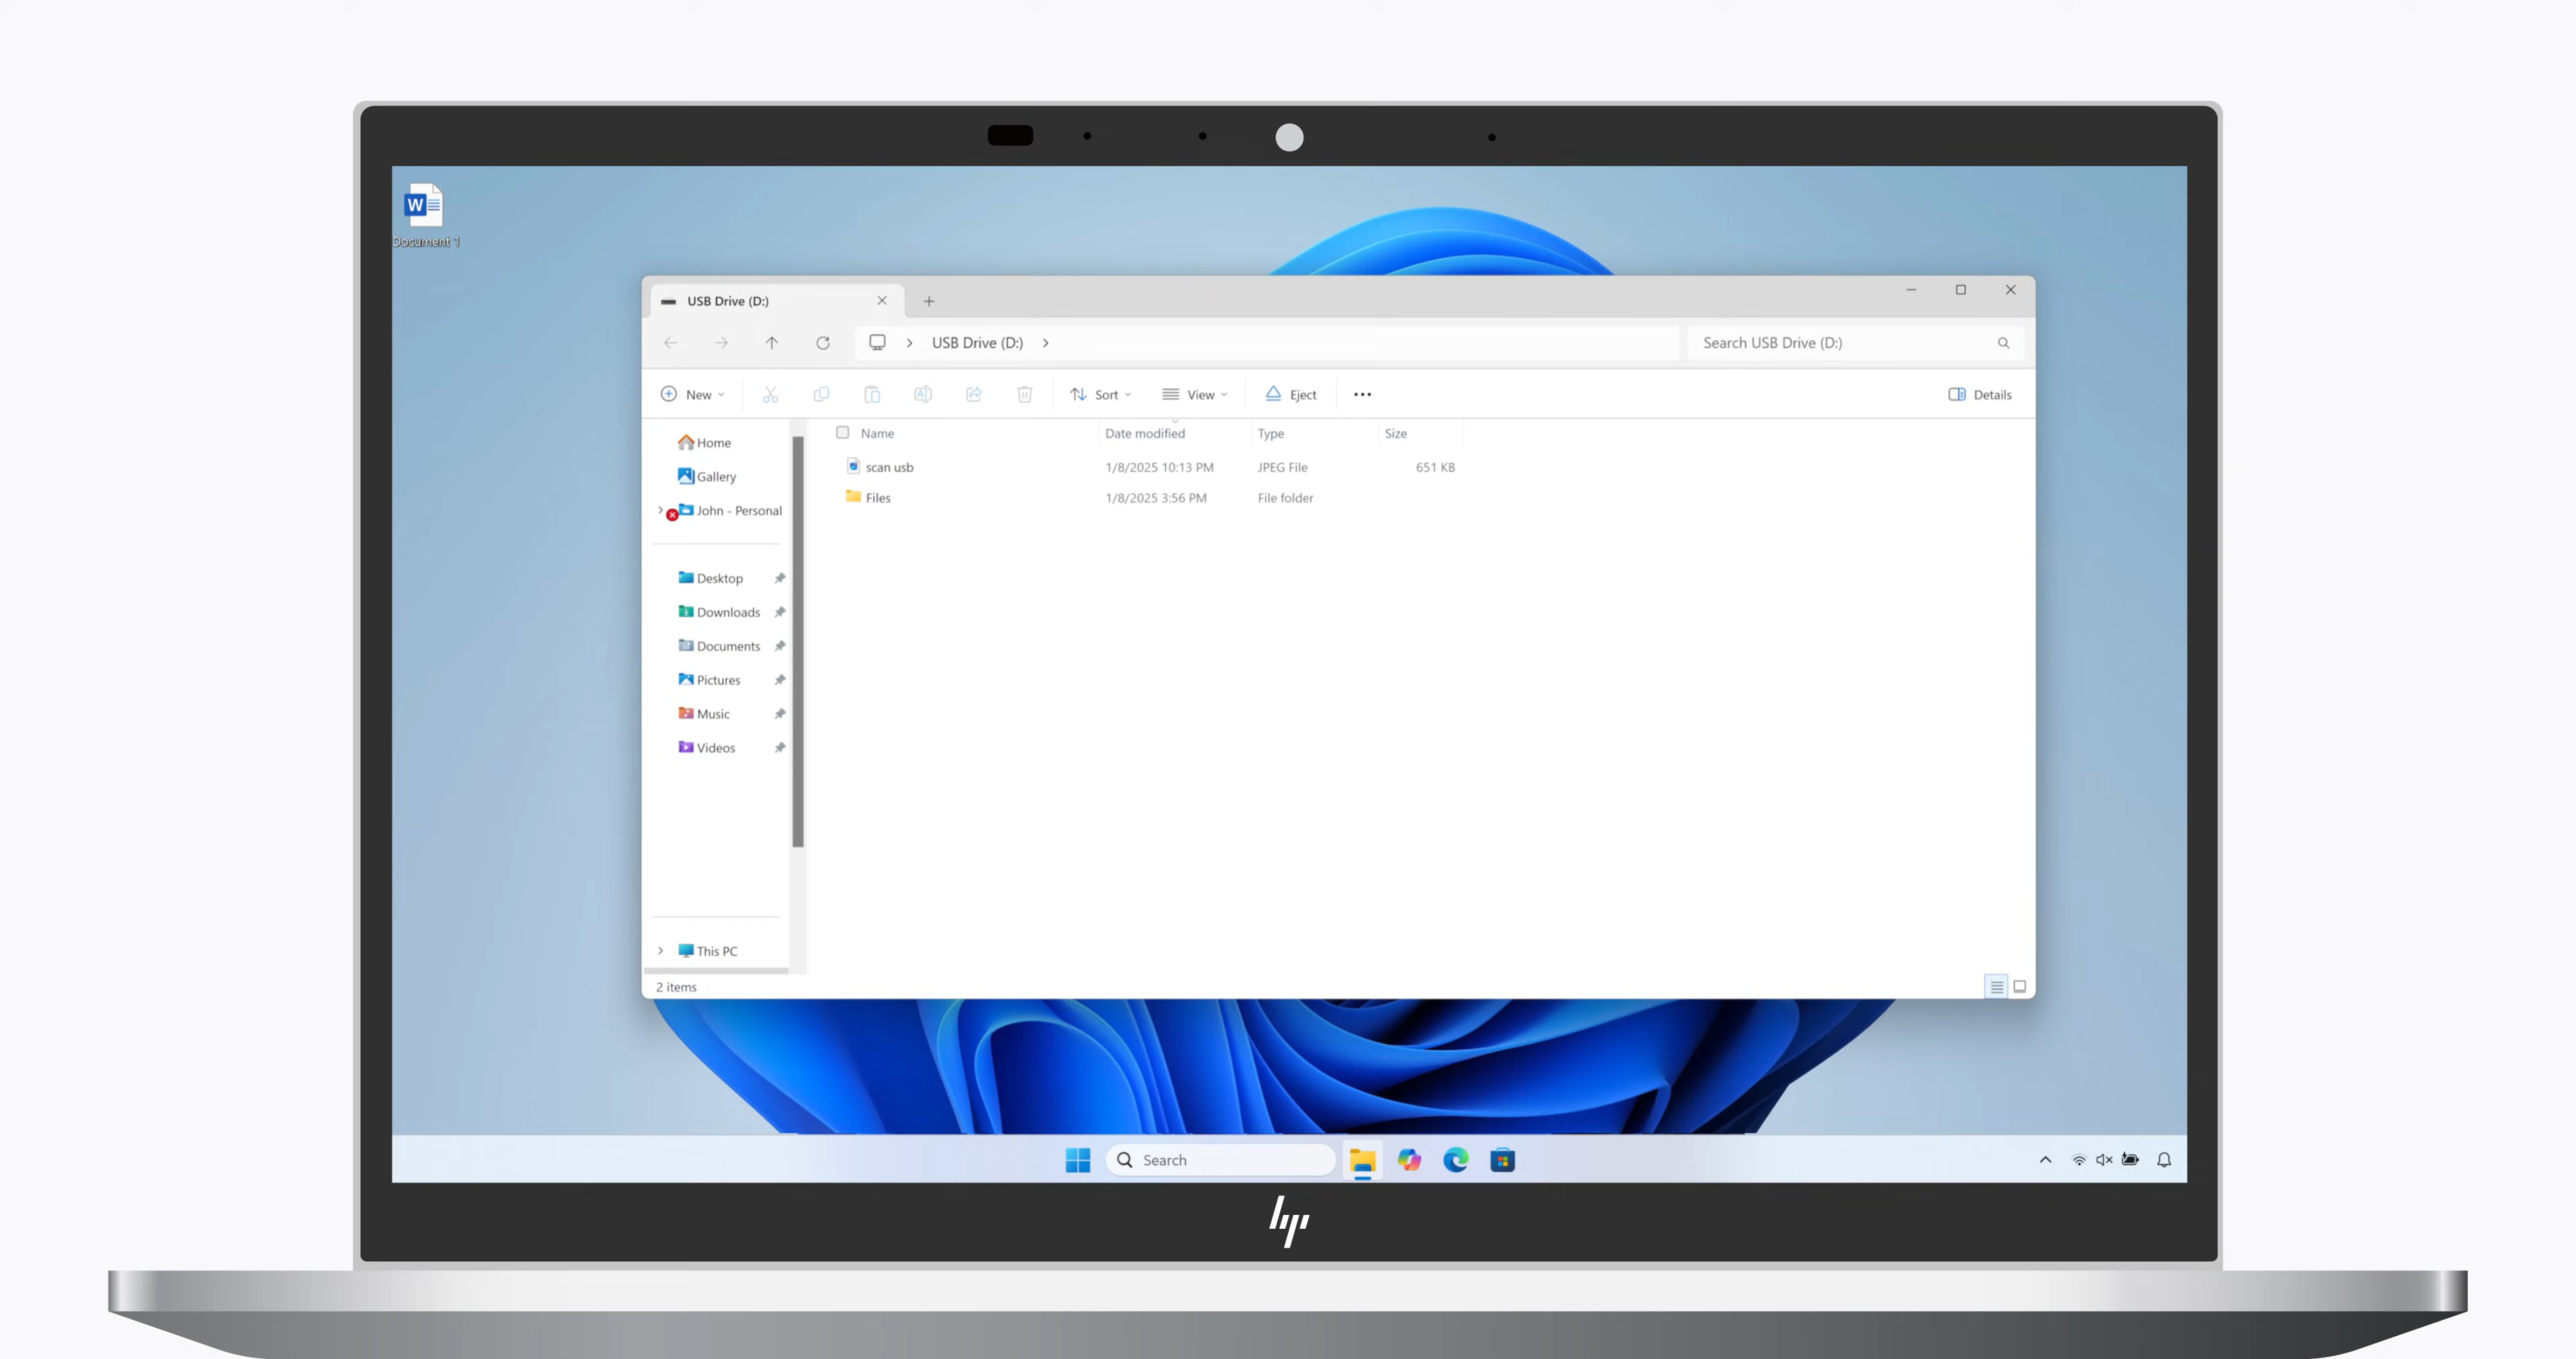 Document 1
USB Drive (D:)
USB Drive (D:)
Search USB Drive (D:)
New
Sort
View
Eject
Details
Name Date modified Type Size
scan usb 1/8/2025 10:13 PM JPEG File 651 KB
Files 1/8/2025 3:56 PM File folder
Home
Gallery
John - Personal
Desktop
Downloads
Documents
Pictures
Music
Videos
This PC
2 items
Search
hp